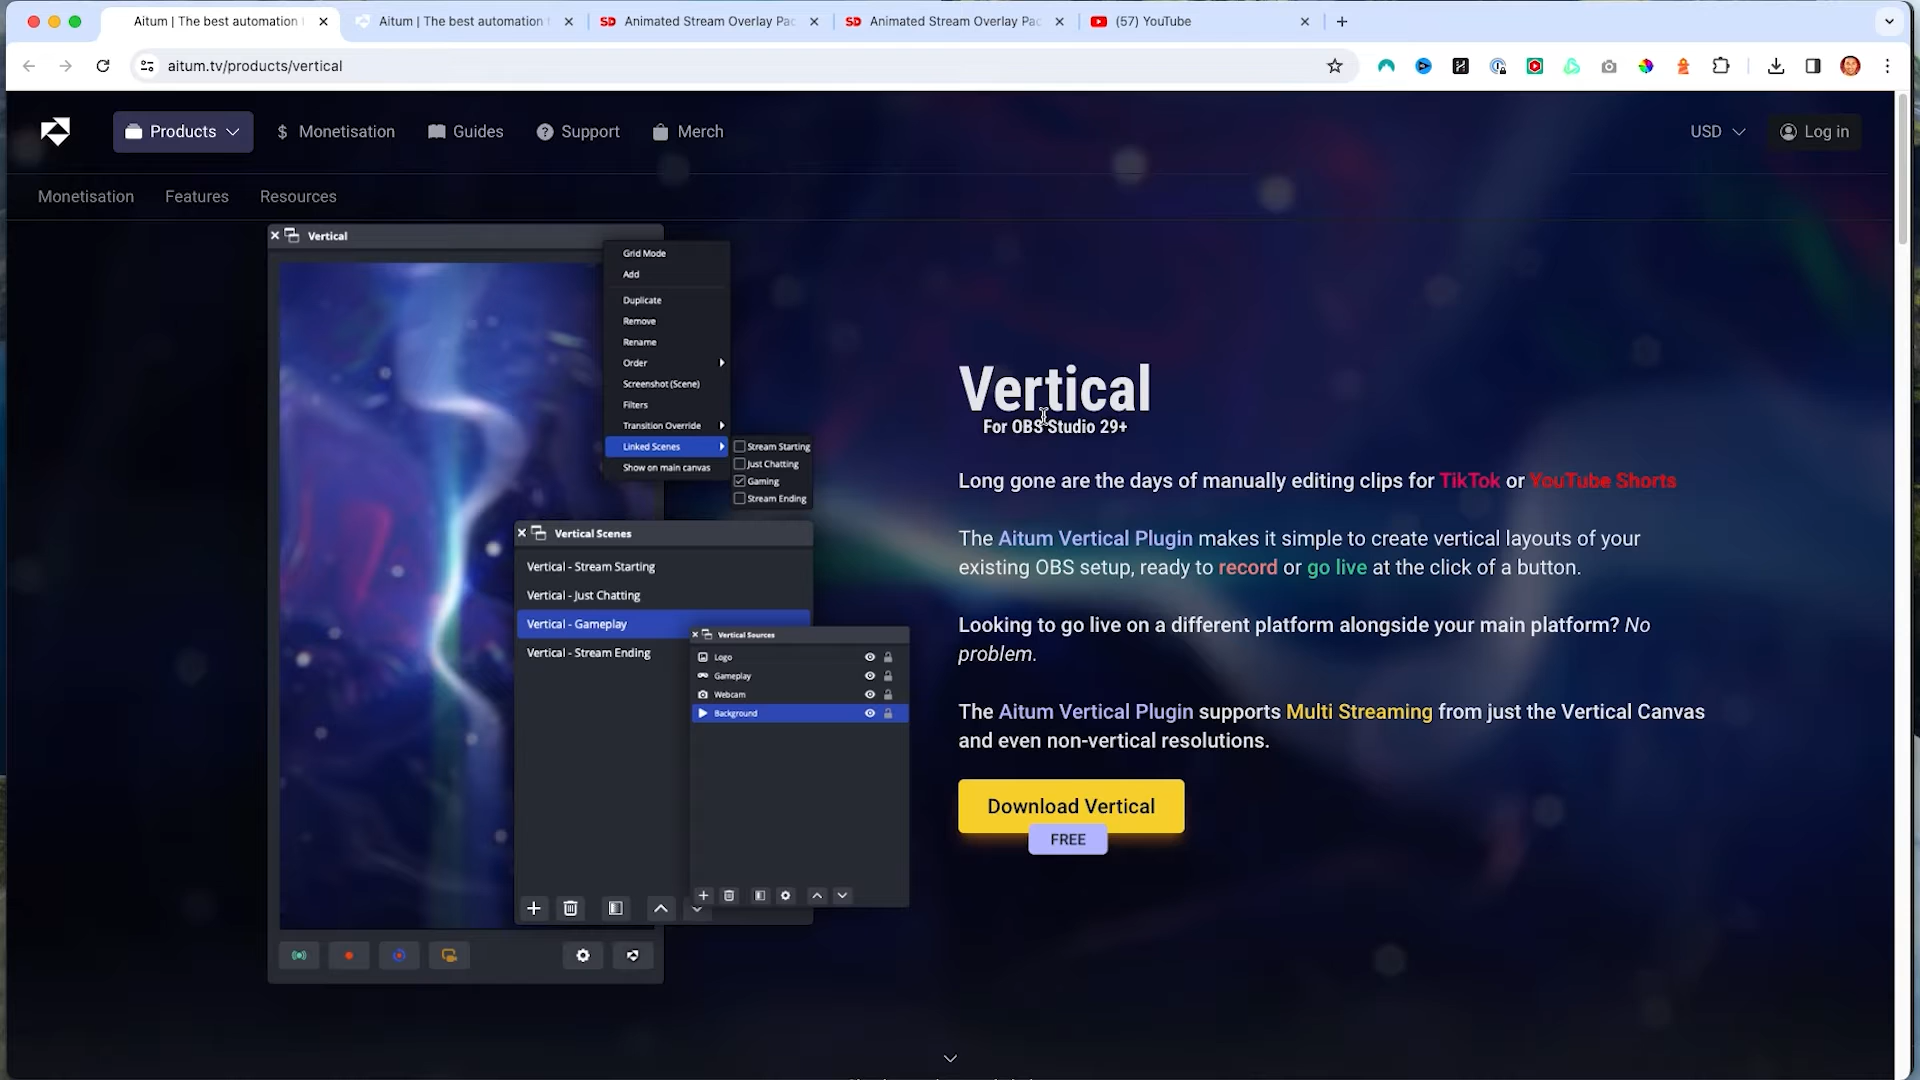 Aitum | The best automation
Aitum | The best automation
Animated Stream Overlay Pac
Animated Stream Overlay Pac
(57) YouTube
aitum.tv/products/vertical
Products
$ Monetisation
Guides
Support
Merch
USD
Log in
Monetisation
Features
Resources
Vertical
Grid Mode
Add
Duplicate
Remove
Rename
Order
Screenshot (Scene)
Filters
Transition Override
Linked Scenes
Show on main canvas
Stream Starting
Just Chatting
Gaming
Stream Ending
Vertical Scenes
Vertical - Stream Starting
Vertical - Just Chatting
Vertical - Gameplay
Vertical - Stream Ending
Vertical Sources
Logo
Gameplay
Webcam
Background
Vertical
For OBS Studio 29+
Long gone are the days of manually editing clips for TikTok or YouTube Shorts
The Aitum Vertical Plugin makes it simple to create vertical layouts of your
existing OBS setup, ready to record or go live at the click of a button.
Looking to go live on a different platform alongside your main platform? No
problem.
The Aitum Vertical Plugin supports Multi Streaming from just the Vertical Canvas
and even non-vertical resolutions.
Download Vertical
FREE